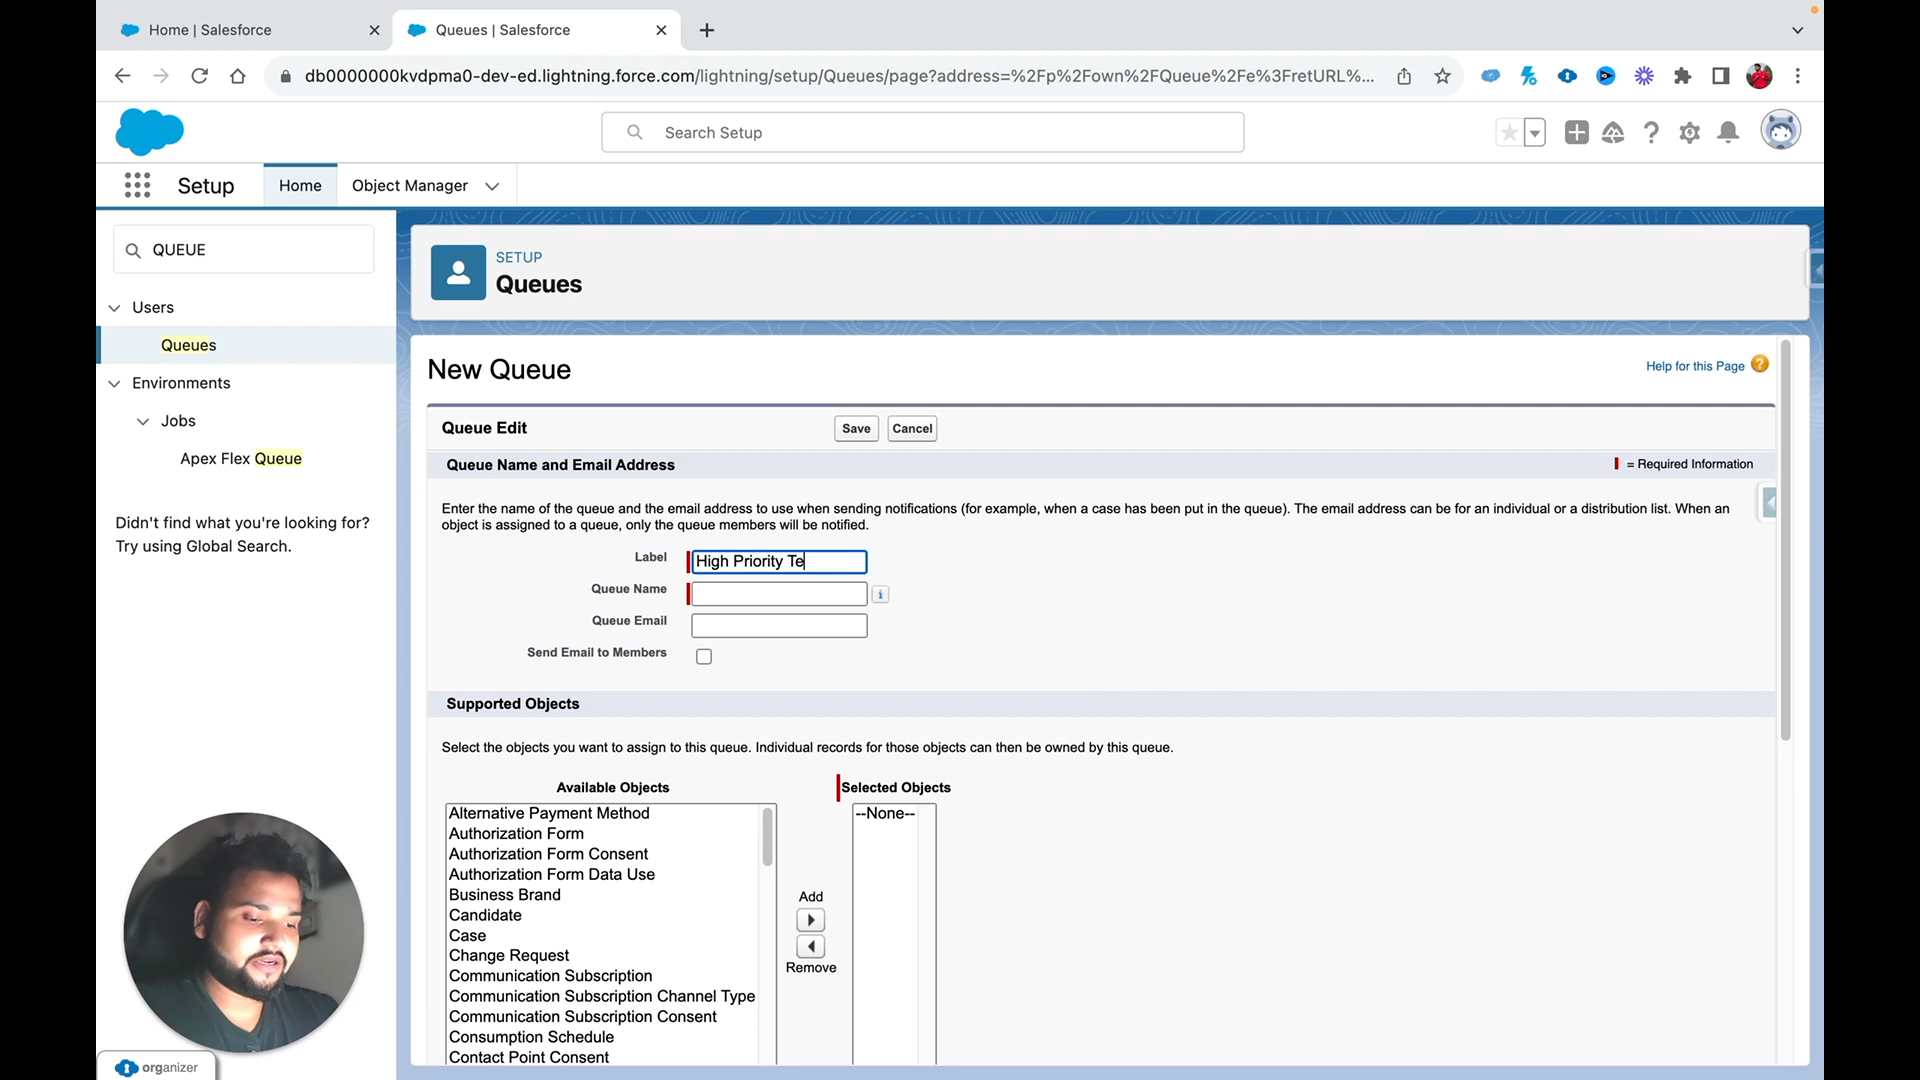 Home | Salesforce
Queues | Salesforce
db0000000kvdpma0-dev-ed.lightning.force.com/lightning/setup/Queues/page?address=%2Fp%2Fown%2FQueue%2Fe%3FretURL%...
Search Setup
Setup
Home
Object Manager
QUEUE
Users
Queues
Environments
Jobs
Apex Flex Queue
Didn't find what you're looking for?
Try using Global Search.
SETUP
Queues
New Queue
Help for this Page ?
Queue Edit
Save
Cancel
Queue Name and Email Address
= Required Information
Enter the name of the queue and the email address to use when sending notifications (for example, when a case has been put in the queue). The email address can be for an individual or a distribution list. When an
object is assigned to a queue, only the queue members will be notified.
Label
High Priority Te
Queue Name
i
Queue Email
Send Email to Members
Supported Objects
Select the objects you want to assign to this queue. Individual records for those objects can then be owned by this queue.
Available Objects
Selected Objects
Alternative Payment Method
Authorization Form
Authorization Form Consent
Authorization Form Data Use
Business Brand
Candidate
Case
Change Request
Communication Subscription
Communication Subscription Channel Type
Communication Subscription Consent
Consumption Schedule
Contact Point Consent
Add
Remove
--None--
organizer